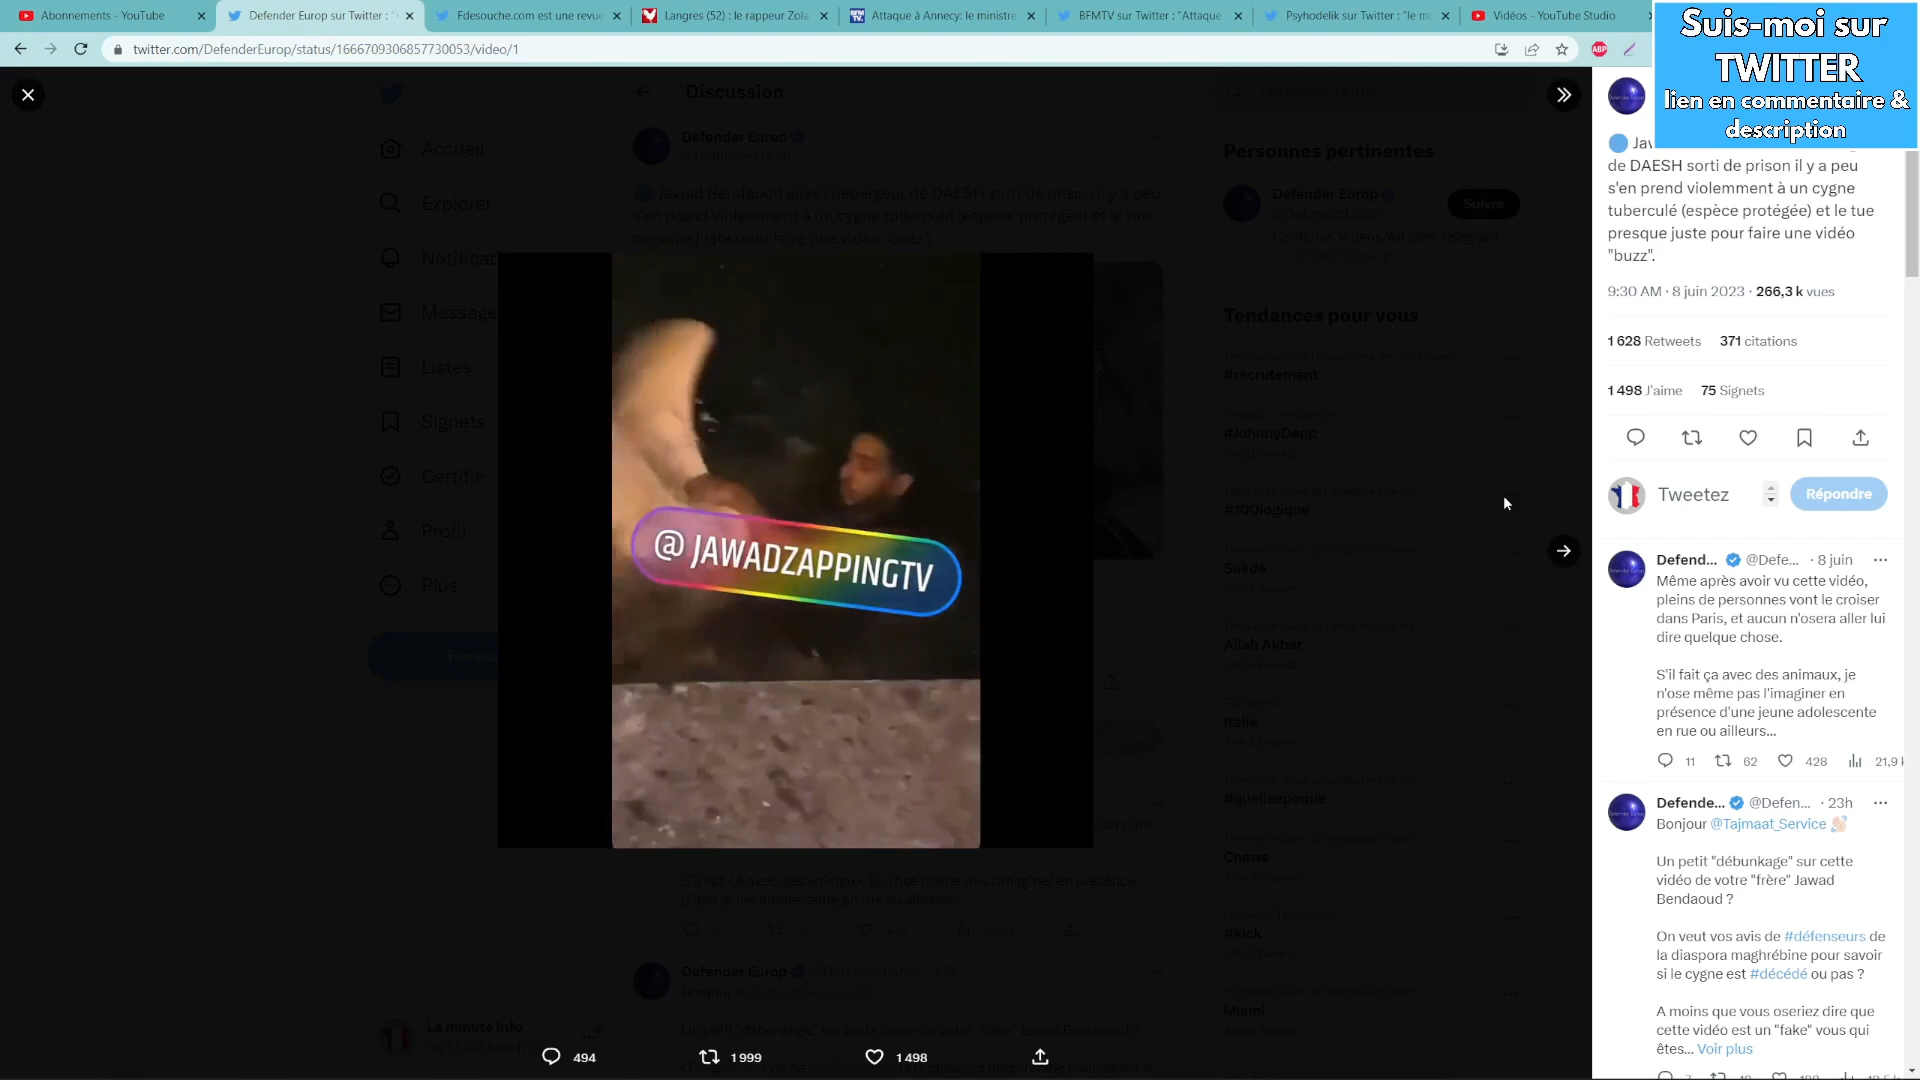 Abonnements - YouTube
Defender Europ sur Twitter : "
Fdesouche.com est une revue
Langres (52) : le rappeur Zola
Attaque à Annecy: le ministre
BFMTV sur Twitter : "Attaque
Psyhodelik sur Twitter : "le mo
Vidéos - YouTube Studio
twitter.com/DefenderEurop/status/1666709306857730053/video/1
ABP
Suis-moi sur
TWITTER
lien en commentaire &
description
Discussion
Accueil
Explorer
Notificat
Message
Listes
Signets
Certifié
Profil
Plus
Defender Europ
Jawad Bendaoud alias l'hébergeur de DAESH sorti de prison il y a peu
s'en prend violemment à un cygne tuberculé (espèce protégée) et le tue
presque juste pour faire une vidéo "buzz".
@JAWADZAPPINGTV
S'il fait ça avec des animaux, je n'ose même pas l'imaginer en présence
d'une jeune adolescente en rue ou ailleurs...
Defender Europ
La minute Info
494
1 999
1 498
Personnes pertinentes
Defender Europ
Suivre
Tendances pour vous
#recrutement
#JohnnyDepp
#100logique
Suède
Allah Akbar
Italie
#quelleepoque
Cnews
#kick
Miami
Jaw
de DAESH sorti de prison il y a peu
s'en prend violemment à un cygne
tuberculé (espèce protégée) et le tue
presque juste pour faire une vidéo
"buzz".
9:30 AM · 8 juin 2023 · 266,3 k vues
1 628 Retweets 371 citations
1 498 J'aime 75 Signets
Tweetez
Répondre
Defend... @Defe... · 8 juin
Même après avoir vu cette vidéo,
pleins de personnes vont le croiser
dans Paris, et aucun n'osera aller lui
dire quelque chose.
S'il fait ça avec des animaux, je
n'ose même pas l'imaginer en
présence d'une jeune adolescente
en rue ou ailleurs...
11
62
428
21,9
Defende... @Defen... · 23h
Bonjour @Tajmaat_Service
Un petit "débunkage" sur cette
vidéo de votre "frère" Jawad
Bendaoud ?
On veut vos avis de #défenseurs de
la diaspora maghrébine pour savoir
si le cygne est #décédé ou pas ?
A moins que vous oseriez dire que
cette vidéo est un "fake" vous qui
êtes... Voir plus